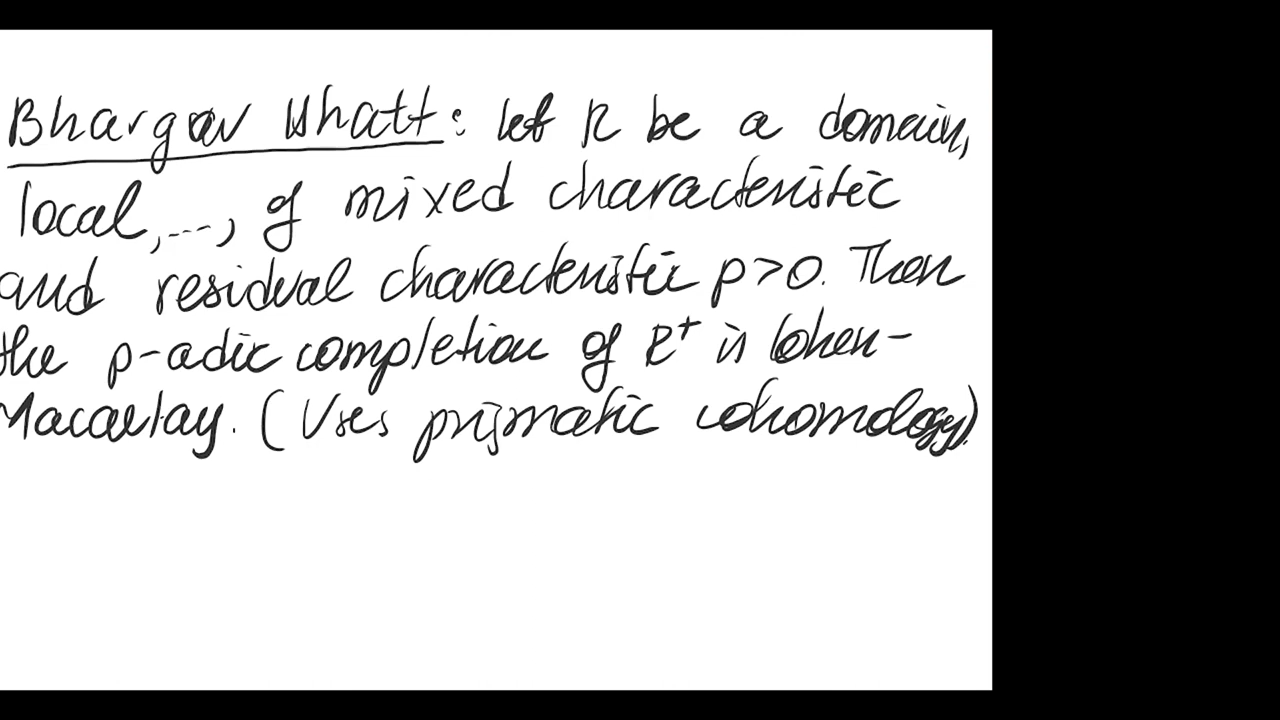 Bhargav Bhatt: let R be a domain,
local, ..., of mixed characteristic
and residual characteristic p>0. Then
the p-adic completion of R⁺ is Cohen-
Macaulay. (Uses prismatic cohomology).